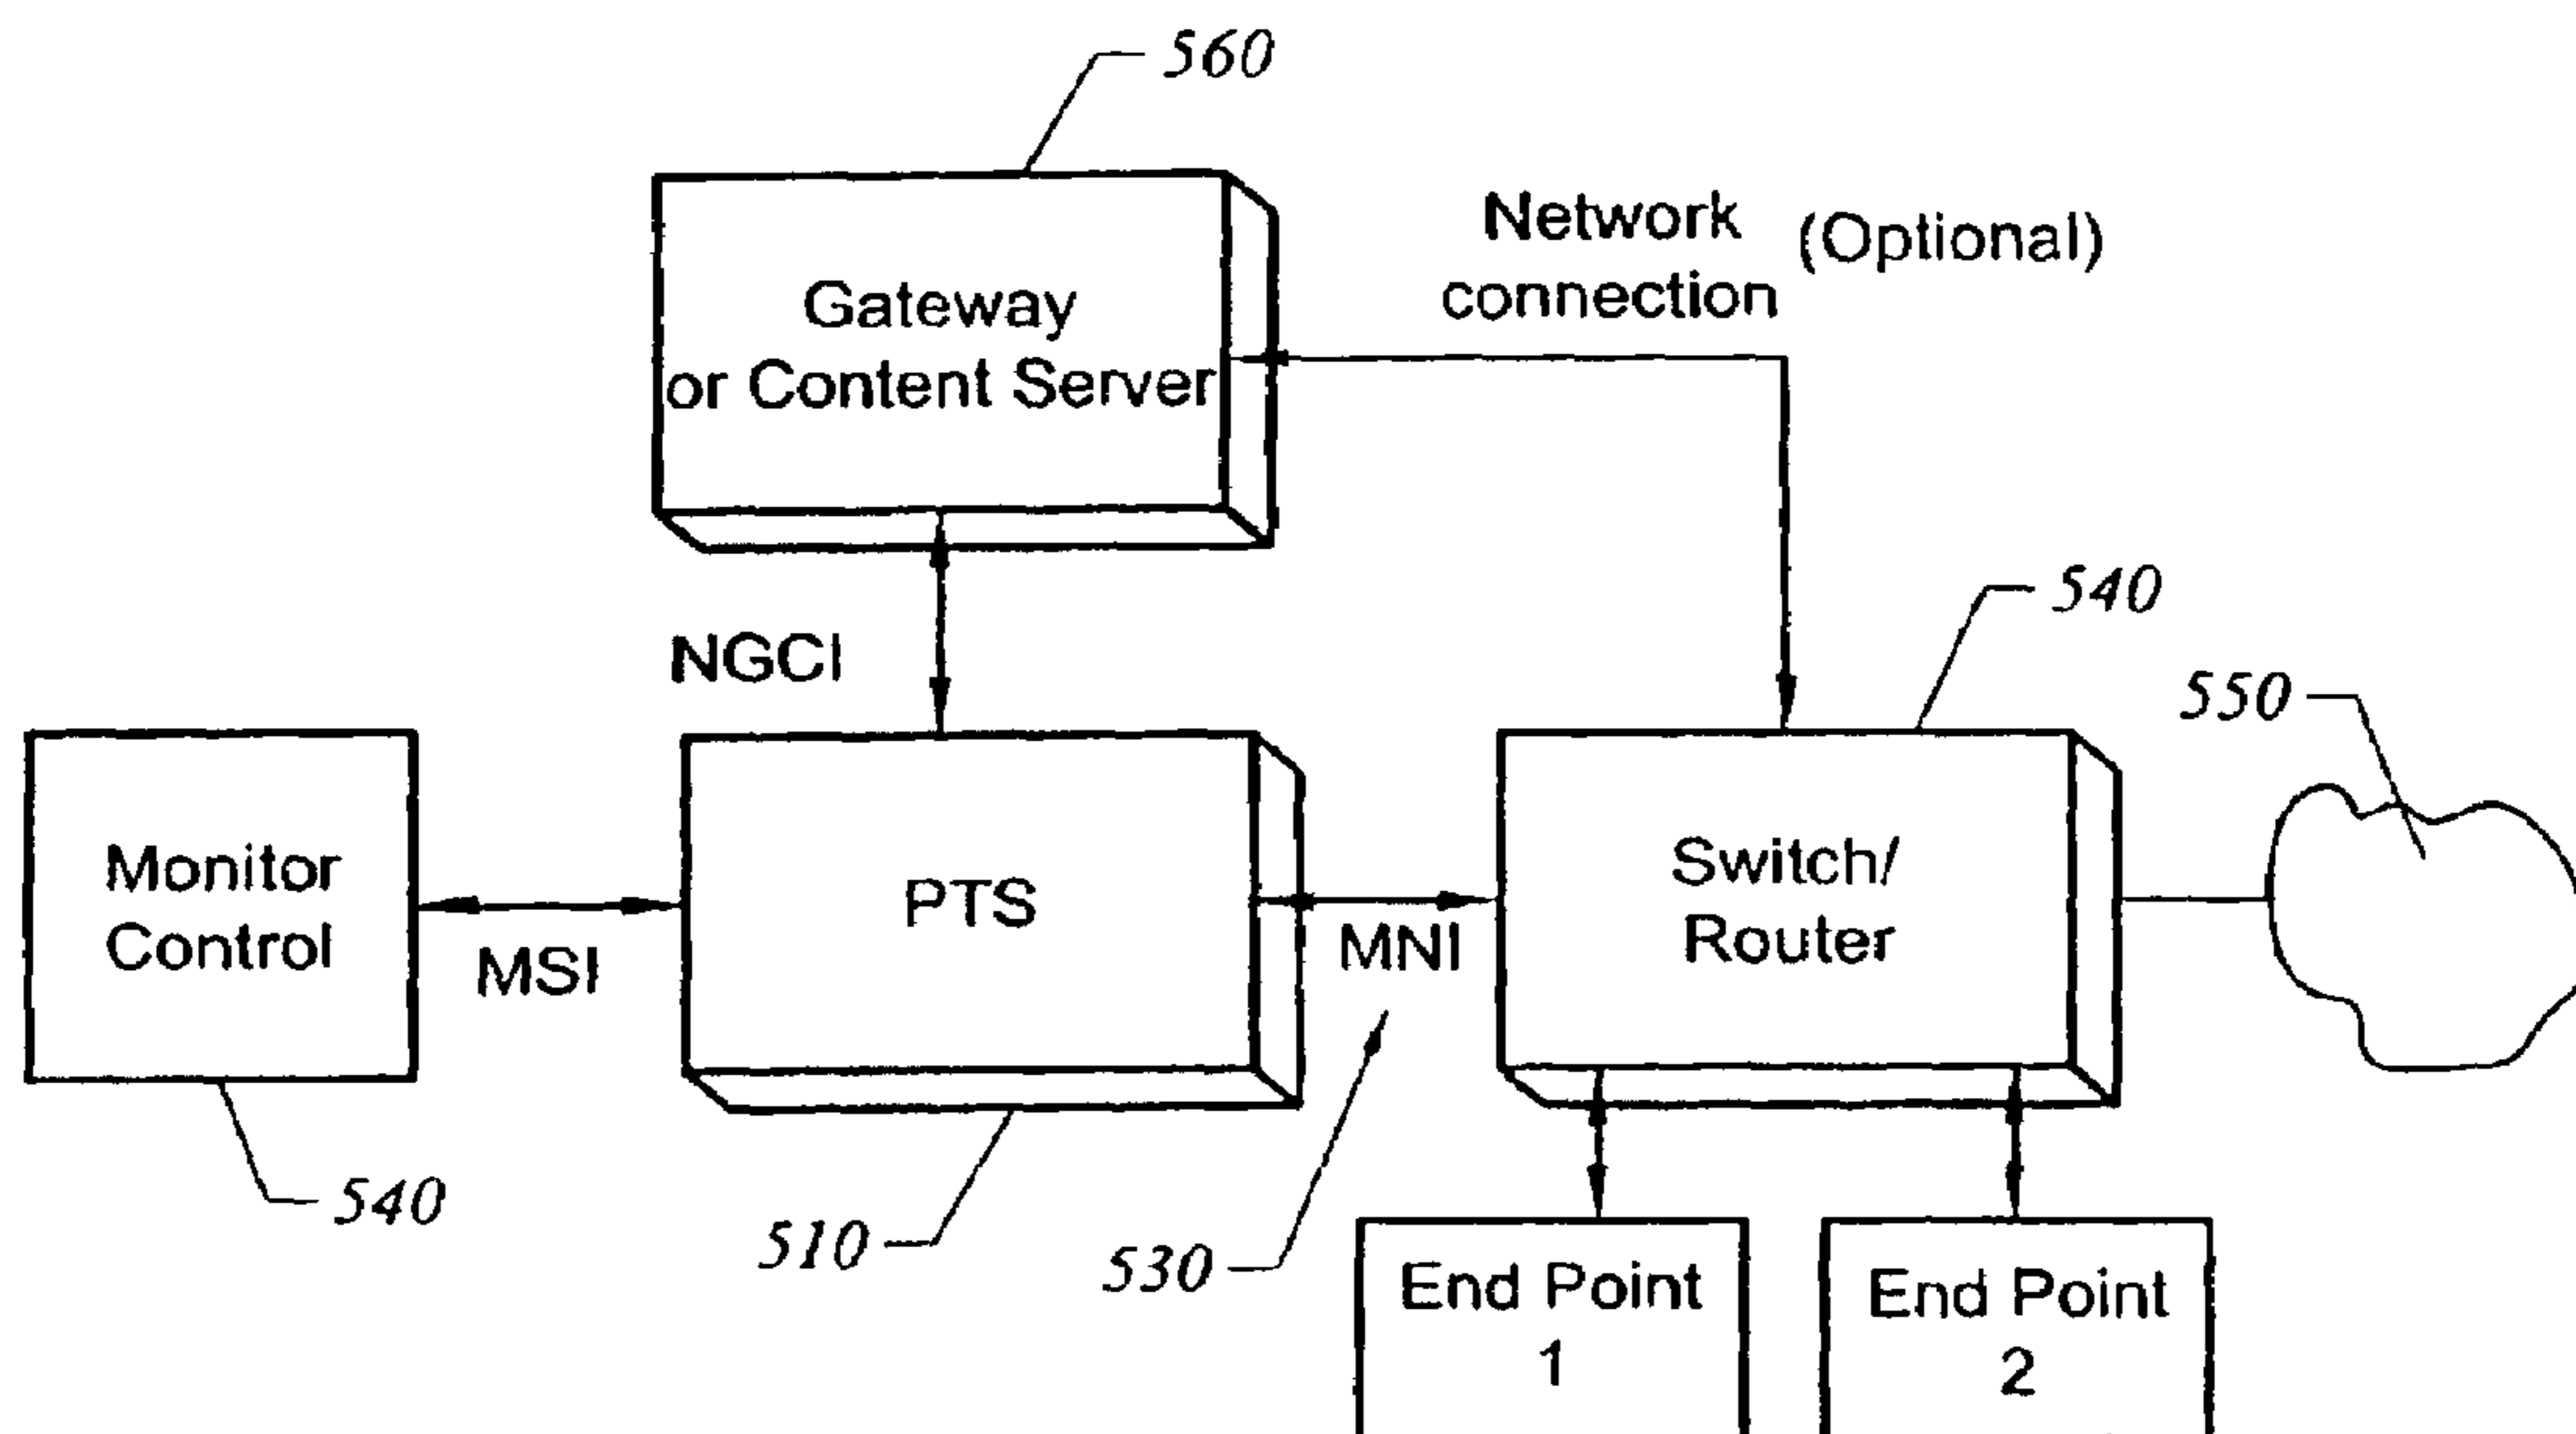 560
Gateway
or Content Server
Network
connection
(Optional)
NGCI
540
550
Monitor
Control
MSI
PTS
MNI
Switch/
Router
540
510
530
End Point
1
End Point
2